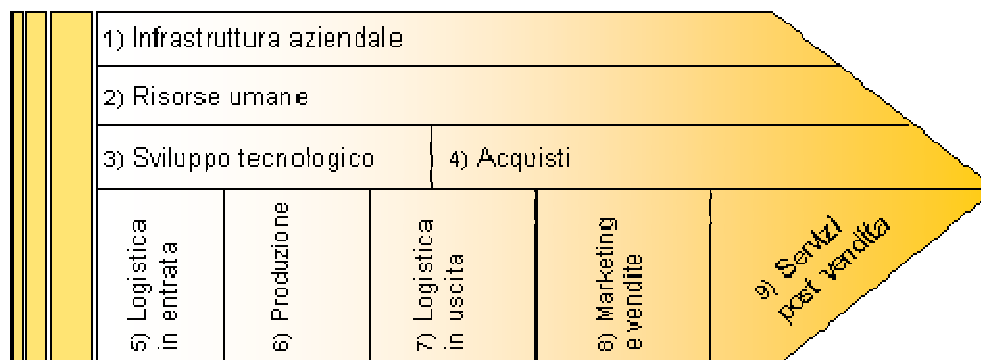 1) Infrastruttura aziendale
2) Risorse umane
3) Sviluppo tecnologico
4) Acquisti
5) Logistica
in entrata
6) Produzione
7) Logistica
in uscita
8) Marketing
e vendite
9) Servizi
post vendita